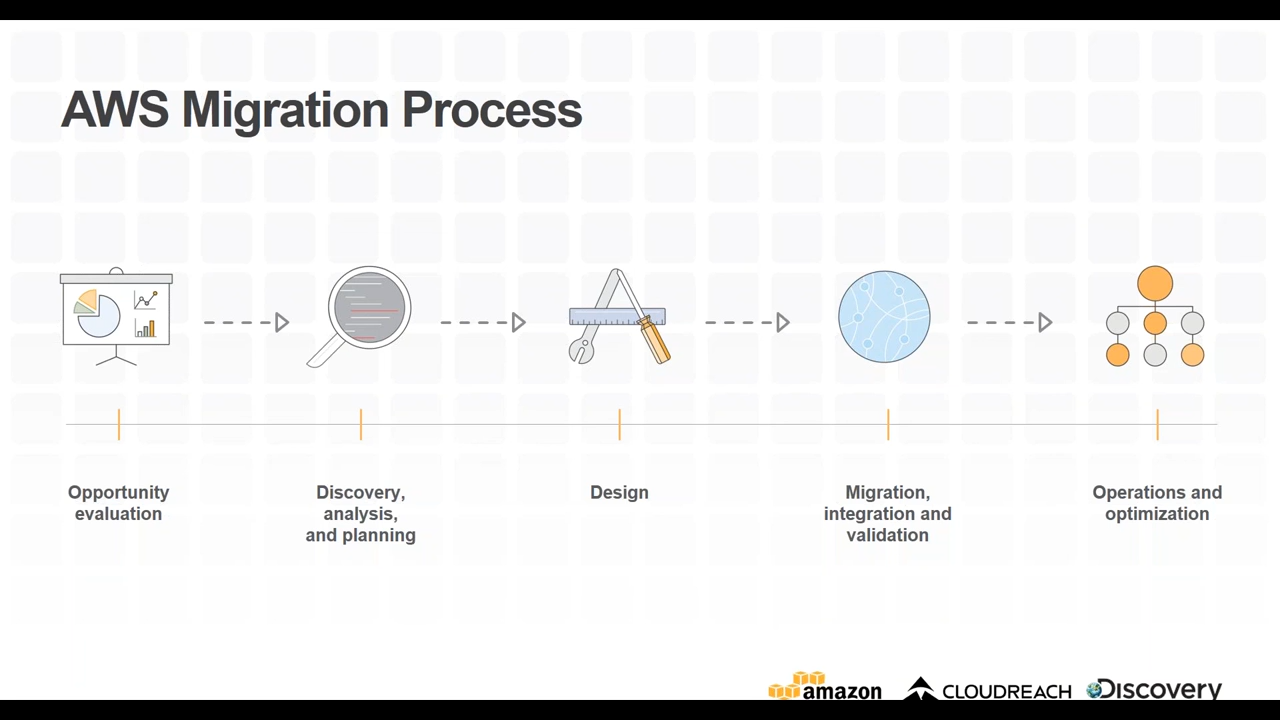 AWS Migration Process
Opportunity
evaluation
Discovery,
analysis,
and planning
Design
Migration,
integration and
validation
Operations and
optimization
amazon
CLOUDREACH
Discovery